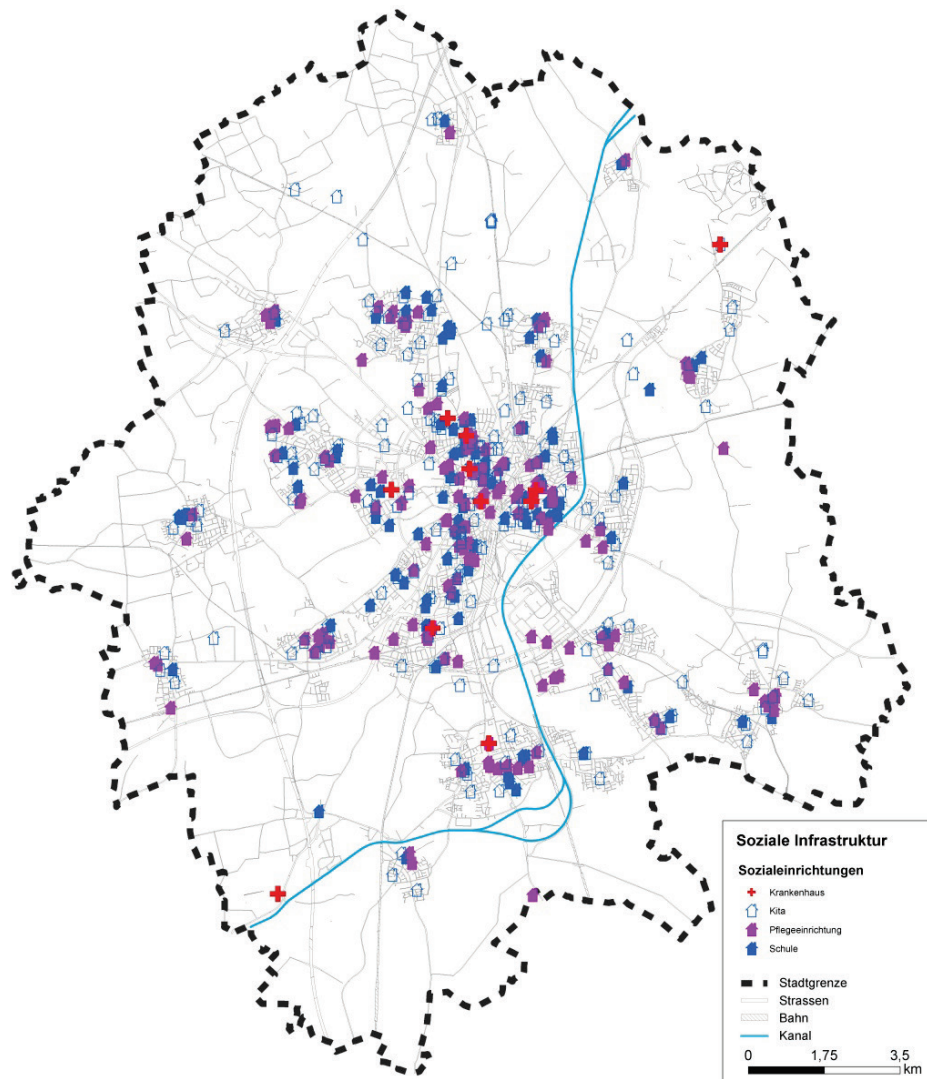 Soziale Infrastruktur
Sozialeinrichtungen
Krankenhaus
Kita
Pflegeeinrichtung
Schule
Stadtgrenze
Strassen
Bahn
Kanal
0 1,75 3,5
km